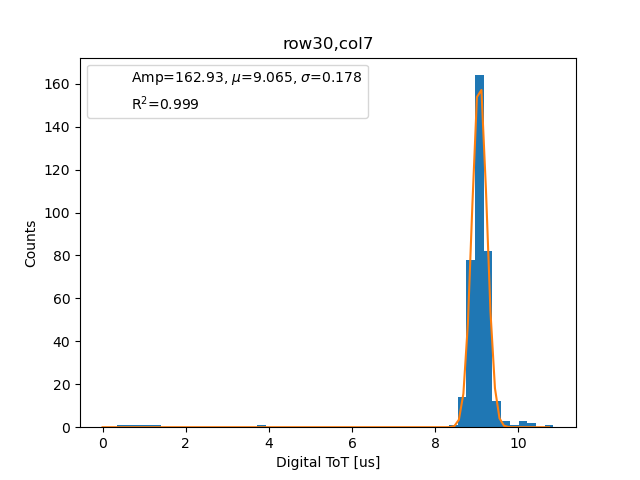 row30,col7
Amp=162.93, μ=9.065, σ=0.178
R²=0.999
160
140
120
100
80
60
40
20
0
Counts
0 2 4 6 8 10
Digital ToT [us]